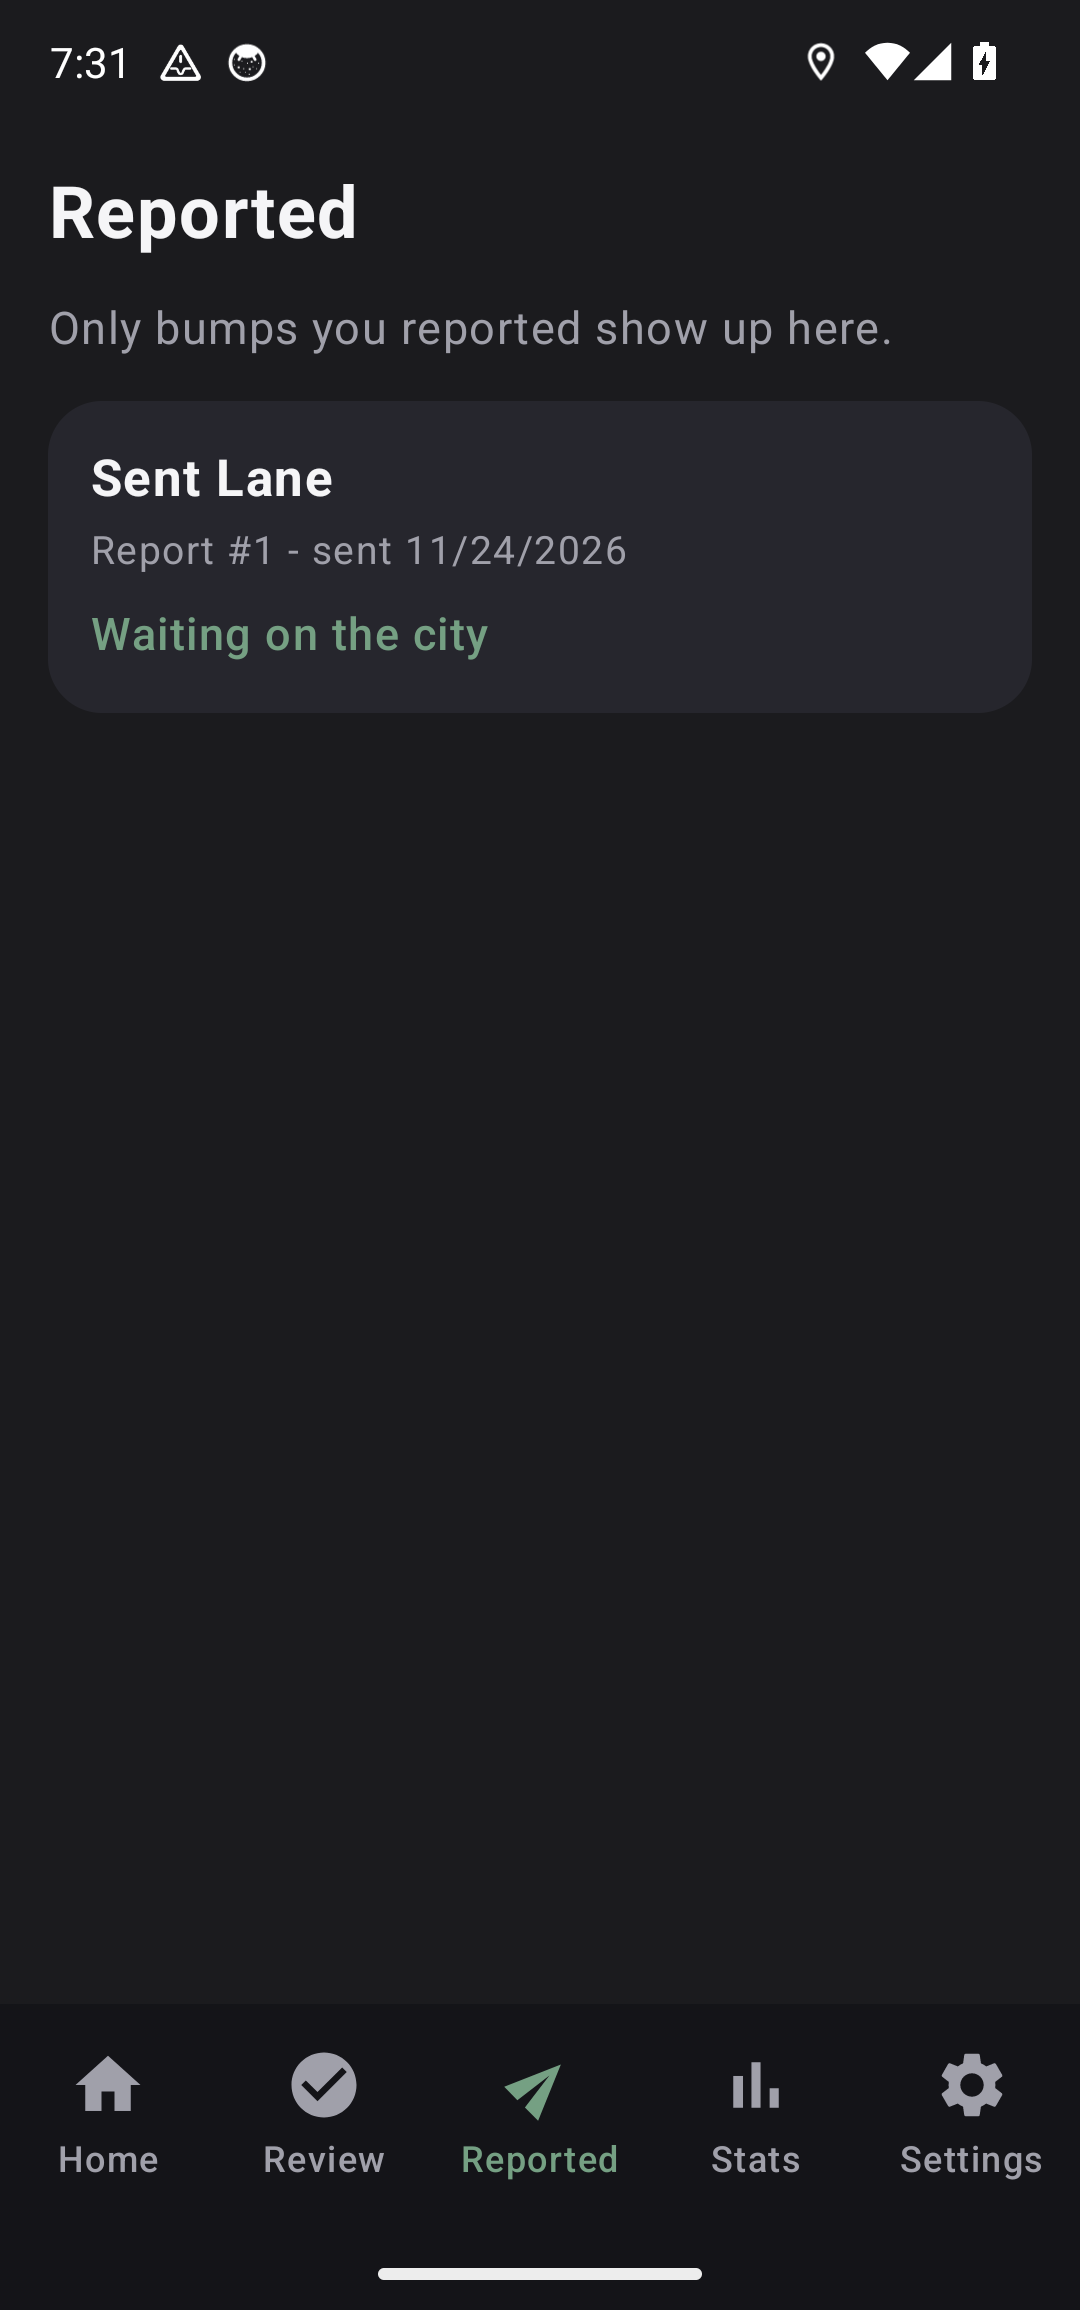 7:31
Reported
Only bumps you reported show up here.
Sent Lane
Report #1 - sent 11/24/2026
Waiting on the city
Home
Review
Reported
Stats
Settings